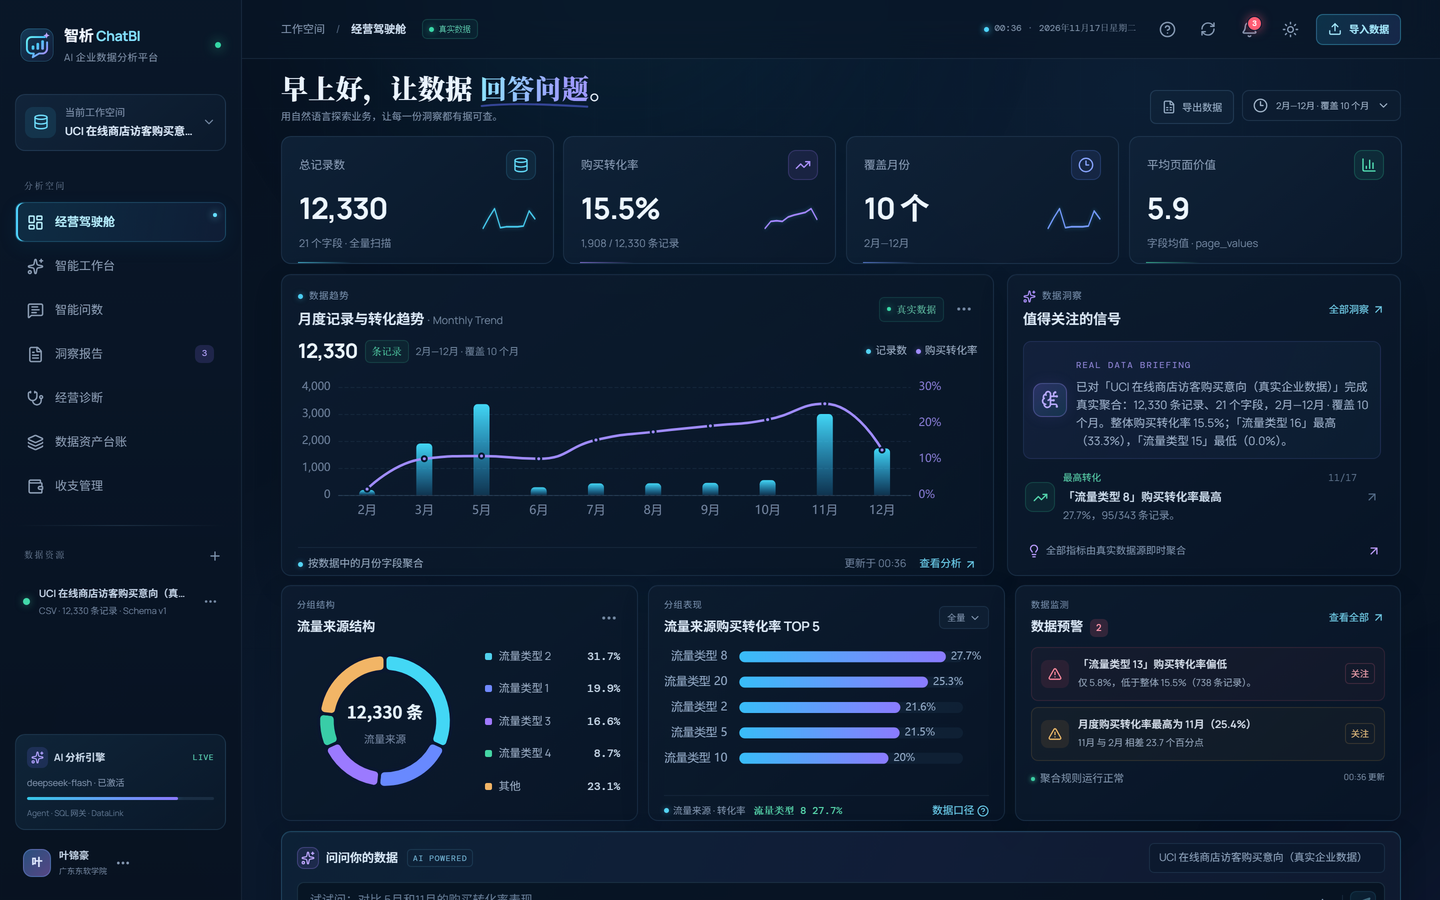 智析 ChatBI
AI 企业数据分析平台
当前工作空间
UCI 在线商店访客购买意...
分析空间
经营驾驶舱
智能工作台
智能问数
洞察报告
3
经营诊断
数据资产台账
收支管理
数据资源
UCI 在线商店访客购买意向（真...
CSV · 12,330 条记录 · Schema v1
AI 分析引擎
LIVE
deepseek-flash · 已激活
Agent · SQL 网关 · DataLink
叶
叶锦豪
广东东软学院
工作空间 / 经营驾驶舱
真实数据
00:36 · 2026年11月17日星期二
3
导入数据
早上好，让数据 回答问题。
用自然语言探索业务，让每一份洞察都有据可查。
导出数据
2月—12月 · 覆盖 10 个月
总记录数
12,330
21 个字段 · 全量扫描
购买转化率
15.5%
1,908 / 12,330 条记录
覆盖月份
10 个
2月—12月
平均页面价值
5.9
字段均值 · page_values
数据趋势
月度记录与转化趋势 · Monthly Trend
真实数据
12,330 条记录 2月—12月 · 覆盖 10 个月
记录数 购买转化率
4,000
3,000
2,000
1,000
0
30%
20%
10%
0%
2月 3月 5月 6月 7月 8月 9月 10月 11月 12月
按数据中的月份字段聚合
更新于 00:36
查看分析
数据洞察
值得关注的信号
全部洞察
REAL DATA BRIEFING
已对「UCI 在线商店访客购买意向（真实企业数据）」完成
真实聚合：12,330 条记录、21 个字段，2月—12月 · 覆盖 10
个月。整体购买转化率 15.5%；「流量类型 16」最高
（33.3%），「流量类型 15」最低（0.0%）。
最高转化
11/17
「流量类型 8」购买转化率最高
27.7%，95/343 条记录。
全部指标由真实数据源即时聚合
分组结构
流量来源结构
12,330 条
流量来源
流量类型 2 31.7%
流量类型 1 19.9%
流量类型 3 16.6%
流量类型 4 8.7%
其他 23.1%
分组表现
流量来源购买转化率 TOP 5
全量
流量类型 8 27.7%
流量类型 20 25.3%
流量类型 2 21.6%
流量类型 5 21.5%
流量类型 10 20%
流量来源 · 转化率 流量类型 8 27.7%
数据口径
数据监测
数据预警 2
查看全部
「流量类型 13」购买转化率偏低
仅 5.8%，低于整体 15.5%（738 条记录）。
关注
月度购买转化率最高为 11月（25.4%）
11月 与 2月 相差 23.7 个百分点
关注
聚合规则运行正常
00:36 更新
问问你的数据
AI POWERED
UCI 在线商店访客购买意向（真实企业数据）
试试问：对比 5月和11月的购买转化率表现